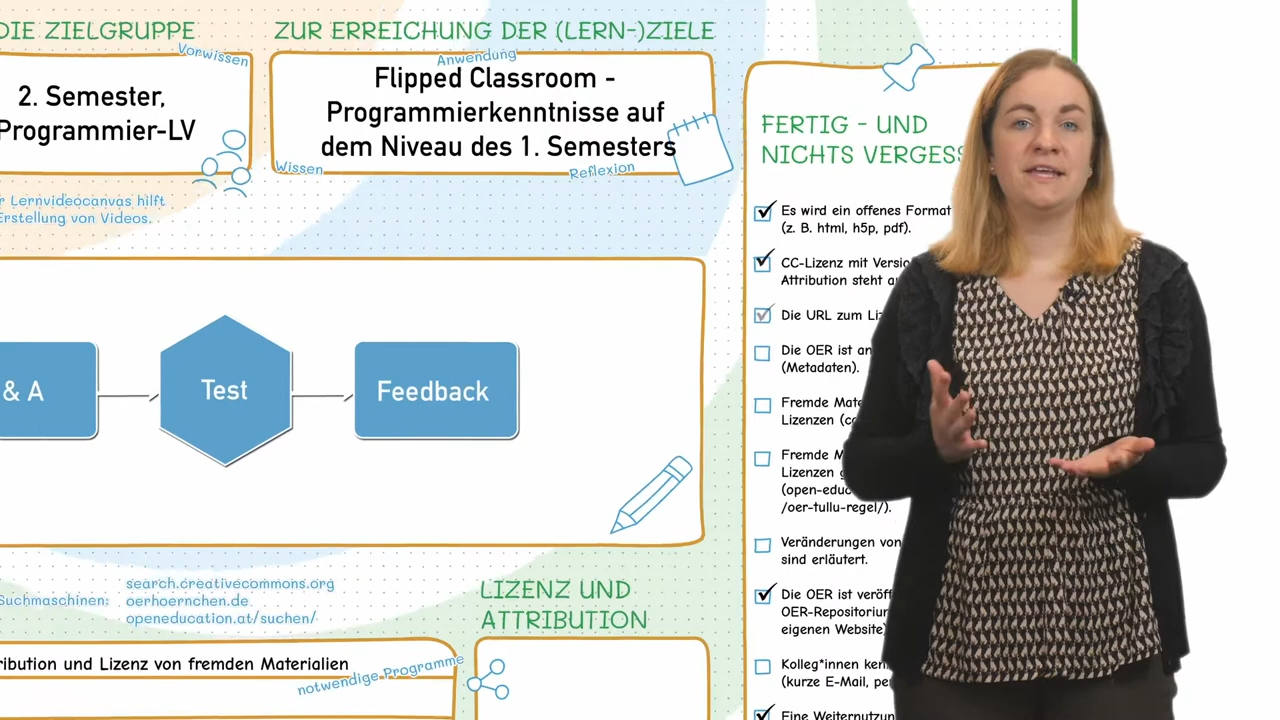 DIE ZIELGRUPPE
Vorwissen
2. Semester,
Programmier-LV
r Lernvideocanvas hilft
Erstellung von Videos.
ZUR ERREICHUNG DER (LERN-)ZIELE
Anwendung
Flipped Classroom -
Programmierkenntnisse auf
dem Niveau des 1. Semesters
Wissen
Reflexion
& A
Test
Feedback
Suchmaschinen:
search.creativecommons.org
oerhoernchen.de
openeducation.at/suchen/
ribution und Lizenz von fremden Materialien
notwendige Programme
LIZENZ UND
ATTRIBUTION
FERTIG - UND
NICHTS VERGESS
Es wird ein offenes Format
(z. B. html, h5p, pdf).
CC-Lizenz mit Versio
Attribution steht a
Die URL zum Liz
Die OER ist an
(Metadaten).
Fremde Mate
Lizenzen (co
Fremde M
Lizenzen g
(open-educ
/oer-tullu-regel/).
Veränderungen von
sind erläutert.
Die OER ist veröff
OER-Repositoriu
eigenen Website)
Kolleg*innen ken
(kurze E-Mail, pe
Eine Weiternutzun